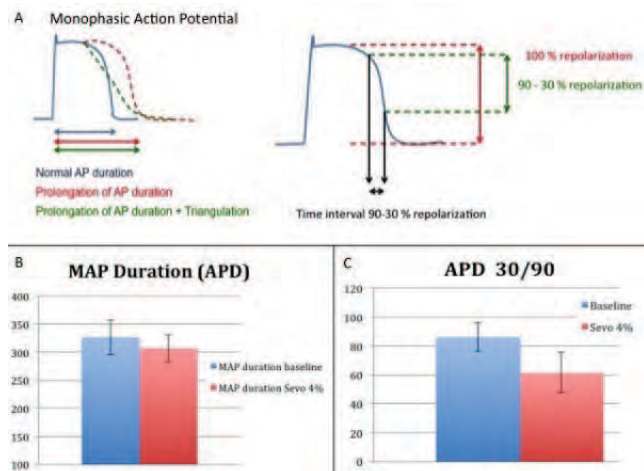 A
Monophasic Action Potential
Normal AP duration
Prolongation of AP duration
Prolongation of AP duration + Triangulation
100 % repolarization
90 - 30 % repolarization
Time interval 90-30 % repolarization
B
MAP Duration (APD)
400
350
300
250
200
150
100
MAP duration baseline
MAP duration Sevo 4%
C
APD 30/90
120
100
80
60
40
20
0
Baseline
Sevo 4%